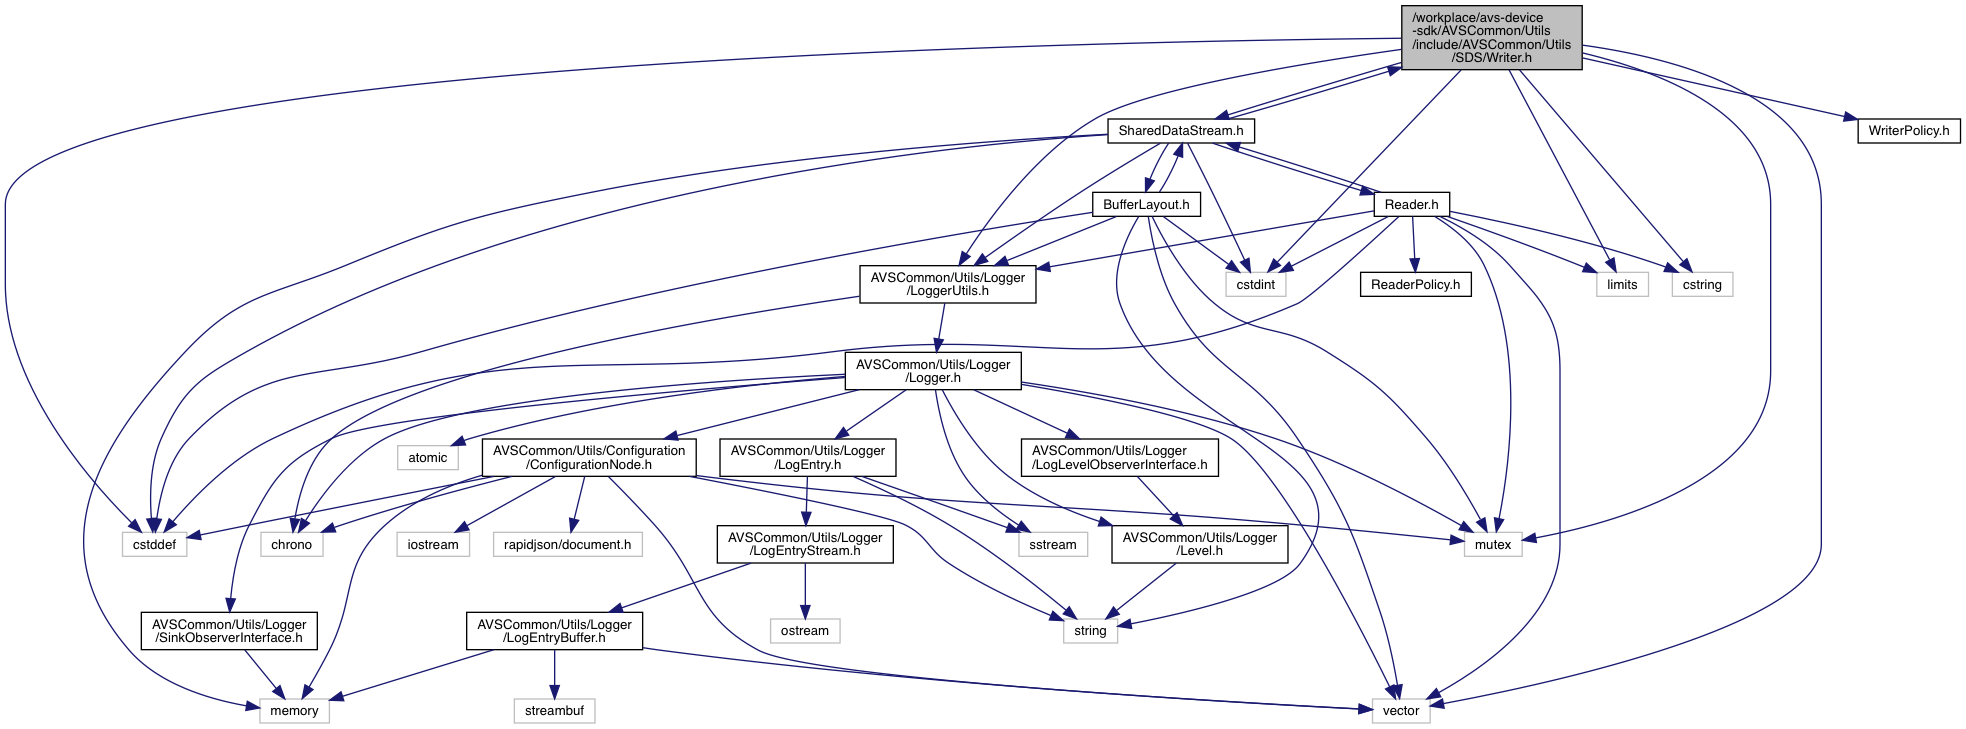 /workplace/avs-device
-sdk/AVSCommon/Utils
/include/AVSCommon/Utils
/SDS/Writer.h
SharedDataStream.h
WriterPolicy.h
BufferLayout.h
Reader.h
AVSCommon/Utils/Logger
/LoggerUtils.h
cstdint
ReaderPolicy.h
limits
cstring
AVSCommon/Utils/Logger
/Logger.h
atomic
AVSCommon/Utils/Configuration
/ConfigurationNode.h
AVSCommon/Utils/Logger
/LogEntry.h
AVSCommon/Utils/Logger
/LogLevelObserverInterface.h
cstddef
chrono
iostream
rapidjson/document.h
AVSCommon/Utils/Logger
/LogEntryStream.h
sstream
AVSCommon/Utils/Logger
/Level.h
mutex
AVSCommon/Utils/Logger
/SinkObserverInterface.h
AVSCommon/Utils/Logger
/LogEntryBuffer.h
ostream
string
memory
streambuf
vector